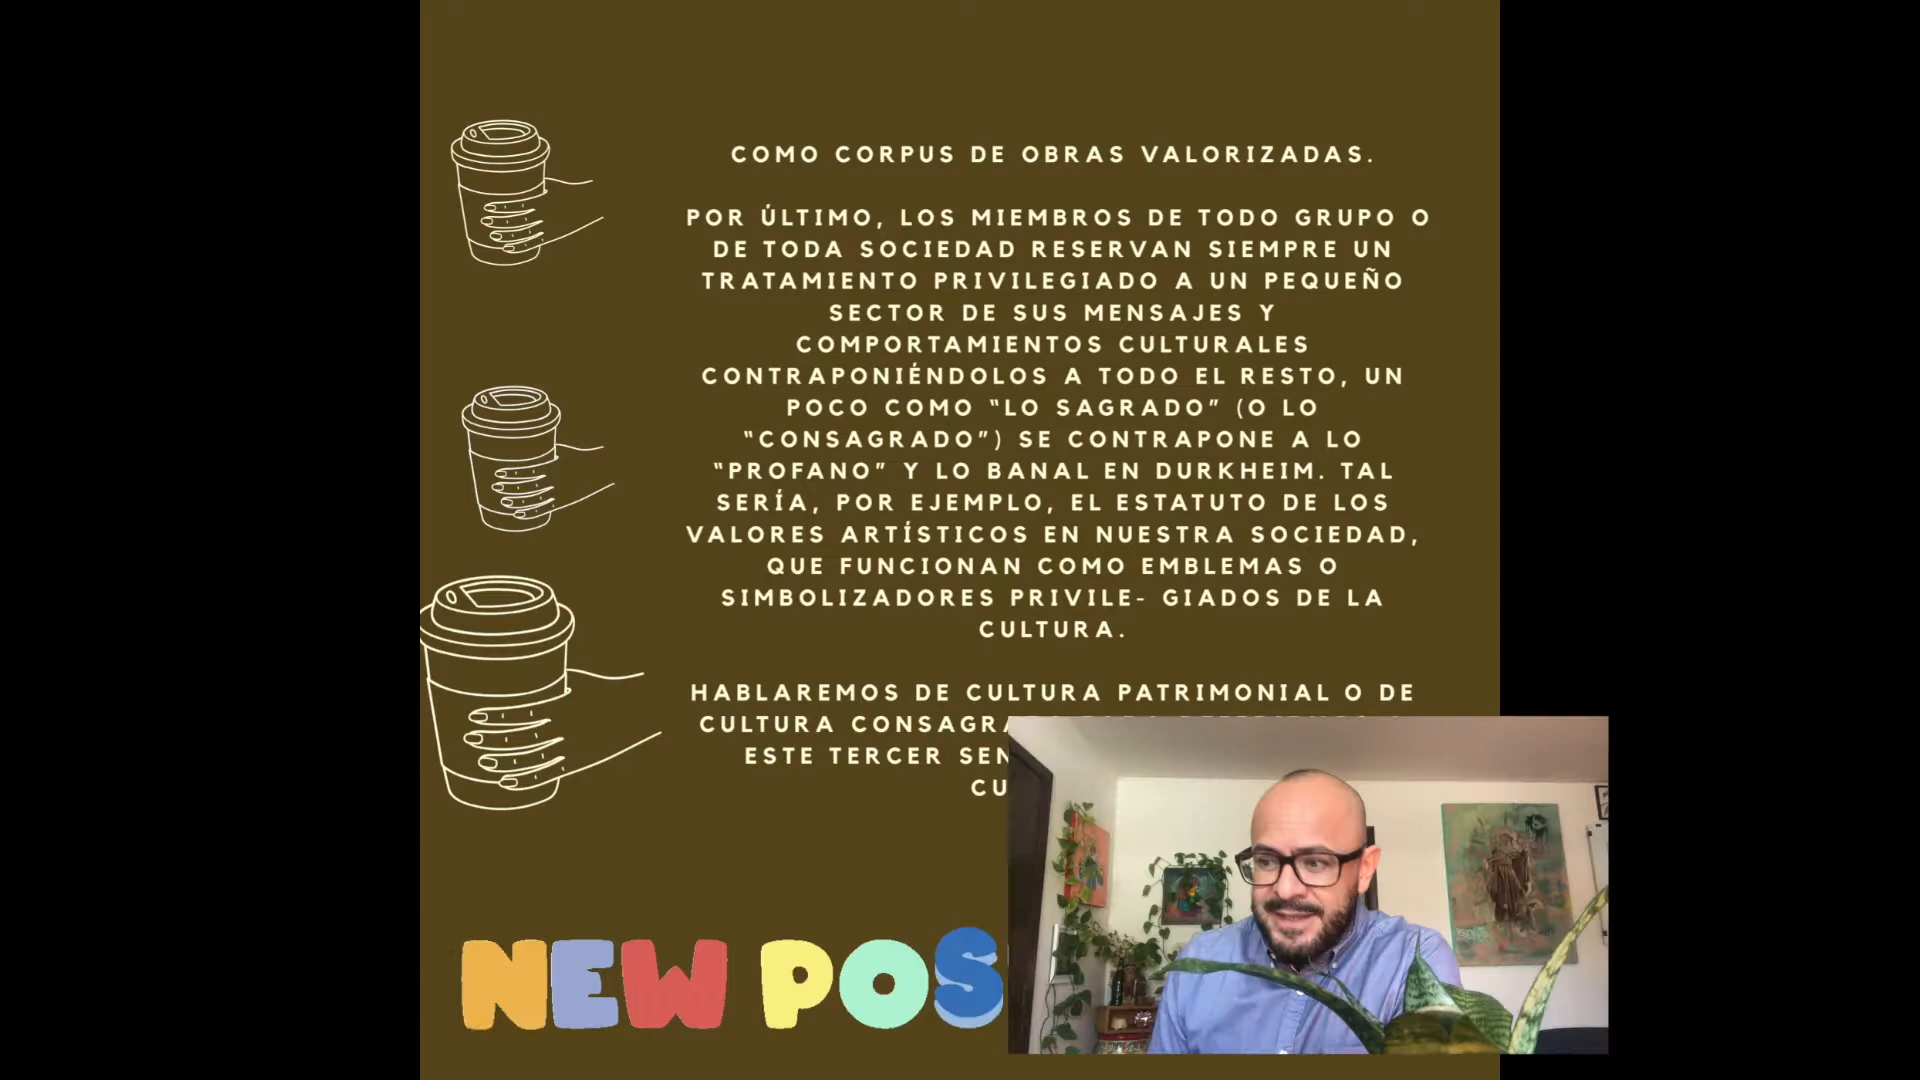 COMO CORPUS DE OBRAS VALORIZADAS.
POR ÚLTIMO, LOS MIEMBROS DE TODO GRUPO O
DE TODA SOCIEDAD RESERVAN SIEMPRE UN
TRATAMIENTO PRIVILEGIADO A UN PEQUEÑO
SECTOR DE SUS MENSAJES Y
COMPORTAMIENTOS CULTURALES
CONTRAPONIÉNDOLOS A TODO EL RESTO, UN
POCO COMO “LO SAGRADO” (O LO
“CONSAGRADO”) SE CONTRAPONE A LO
“PROFANO” Y LO BANAL EN DURKHEIM. TAL
SERÍA, POR EJEMPLO, EL ESTATUTO DE LOS
VALORES ARTÍSTICOS EN NUESTRA SOCIEDAD,
QUE FUNCIONAN COMO EMBLEMAS O
SIMBOLIZADORES PRIVILE- GIADOS DE LA
CULTURA.
HABLAREMOS DE CULTURA PATRIMONIAL O DE
CULTURA
ESTE TERCER
NEW